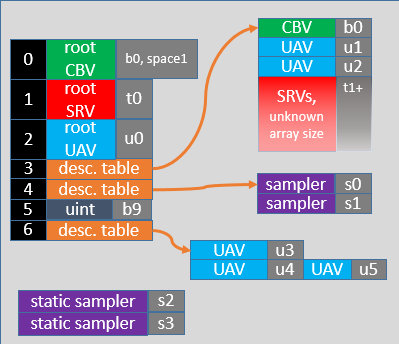 0 root CBV b0, space1
1 root SRV t0
2 root UAV u0
3 desc. table
4 desc. table
5 uint b9
6 desc. table
CBV b0
UAV u1
UAV u2
SRVs, unknown array size t1+
sampler s0
sampler s1
UAV u3
UAV u4 UAV u5
static sampler s2
static sampler s3